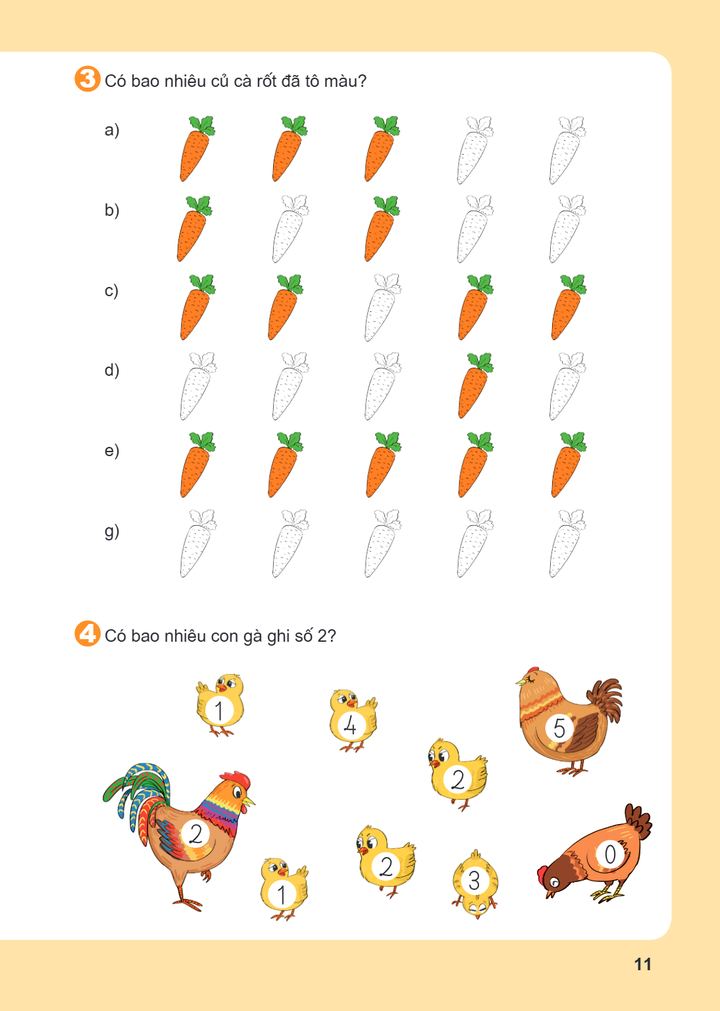 3 Có bao nhiêu củ cà rốt đã tô màu?
a)
b)
c)
d)
e)
g)
4 Có bao nhiêu con gà ghi số 2?
1
4
5
2
2
1
2
3
0
11